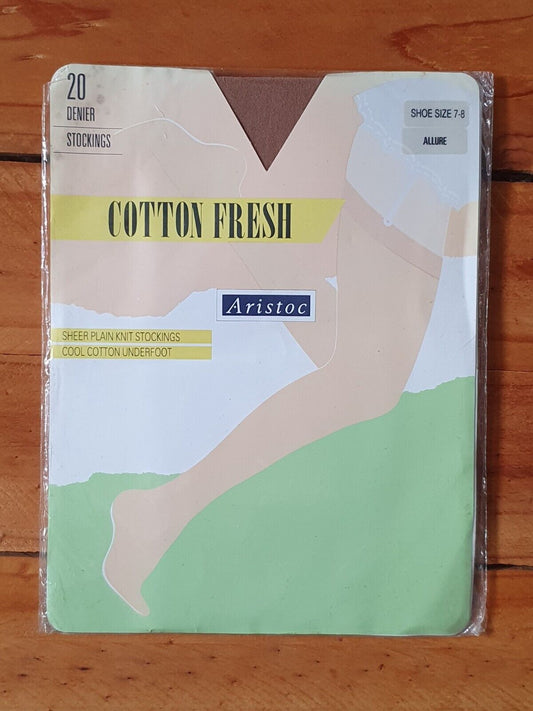 20
DENIER
STOCKINGS
SHOE SIZE 7-8
ALLURE
COTTON FRESH
Aristoc
SHEER PLAIN KNIT STOCKINGS
COOL COTTON UNDERFOOT